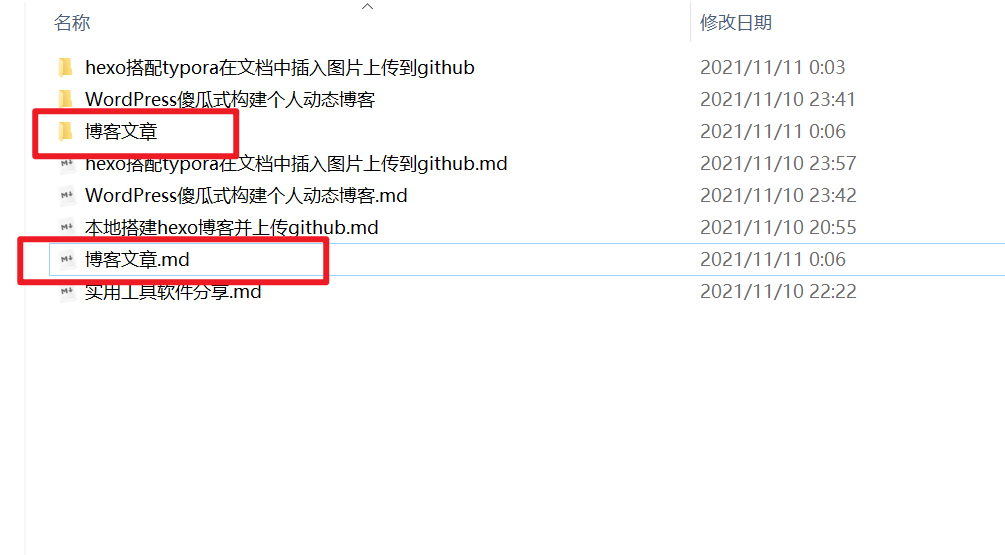 名称 修改日期
hexo搭配typora在文档中插入图片上传到github 2021/11/11 0:03
WordPress傻瓜式构建个人动态博客 2021/11/10 23:41
博客文章 2021/11/11 0:06
hexo搭配typora在文档中插入图片上传到github.md 2021/11/10 23:57
WordPress傻瓜式构建个人动态博客.md 2021/11/10 23:42
本地搭建hexo博客并上传github.md 2021/11/10 20:55
博客文章.md 2021/11/11 0:06
实用工具软件分享.md 2021/11/10 22:22